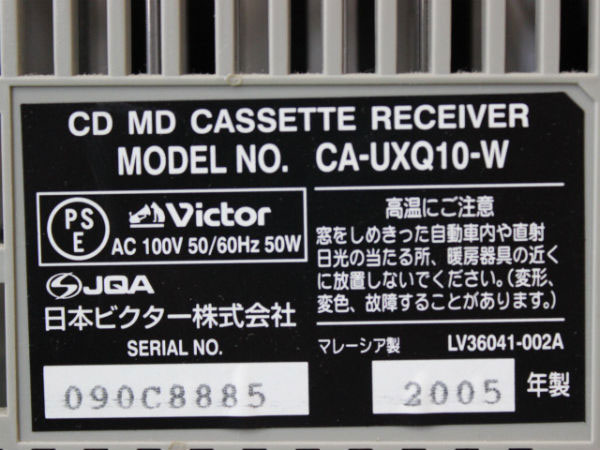 CD MD CASSETTE RECEIVER
MODEL NO. CA-UXQ10-W
PS
E
Victor
AC 100V 50/60Hz 50W
JQA
日本ビクター株式会社
SERIAL NO.
090C8885
高温にご注意
窓をしめきった自動車内や直射
日光の当たる所、暖房器具の近く
に放置しないでください。(変形、
変色、故障することがあります。)
マレーシア製 LV36041-002A
2005 年製